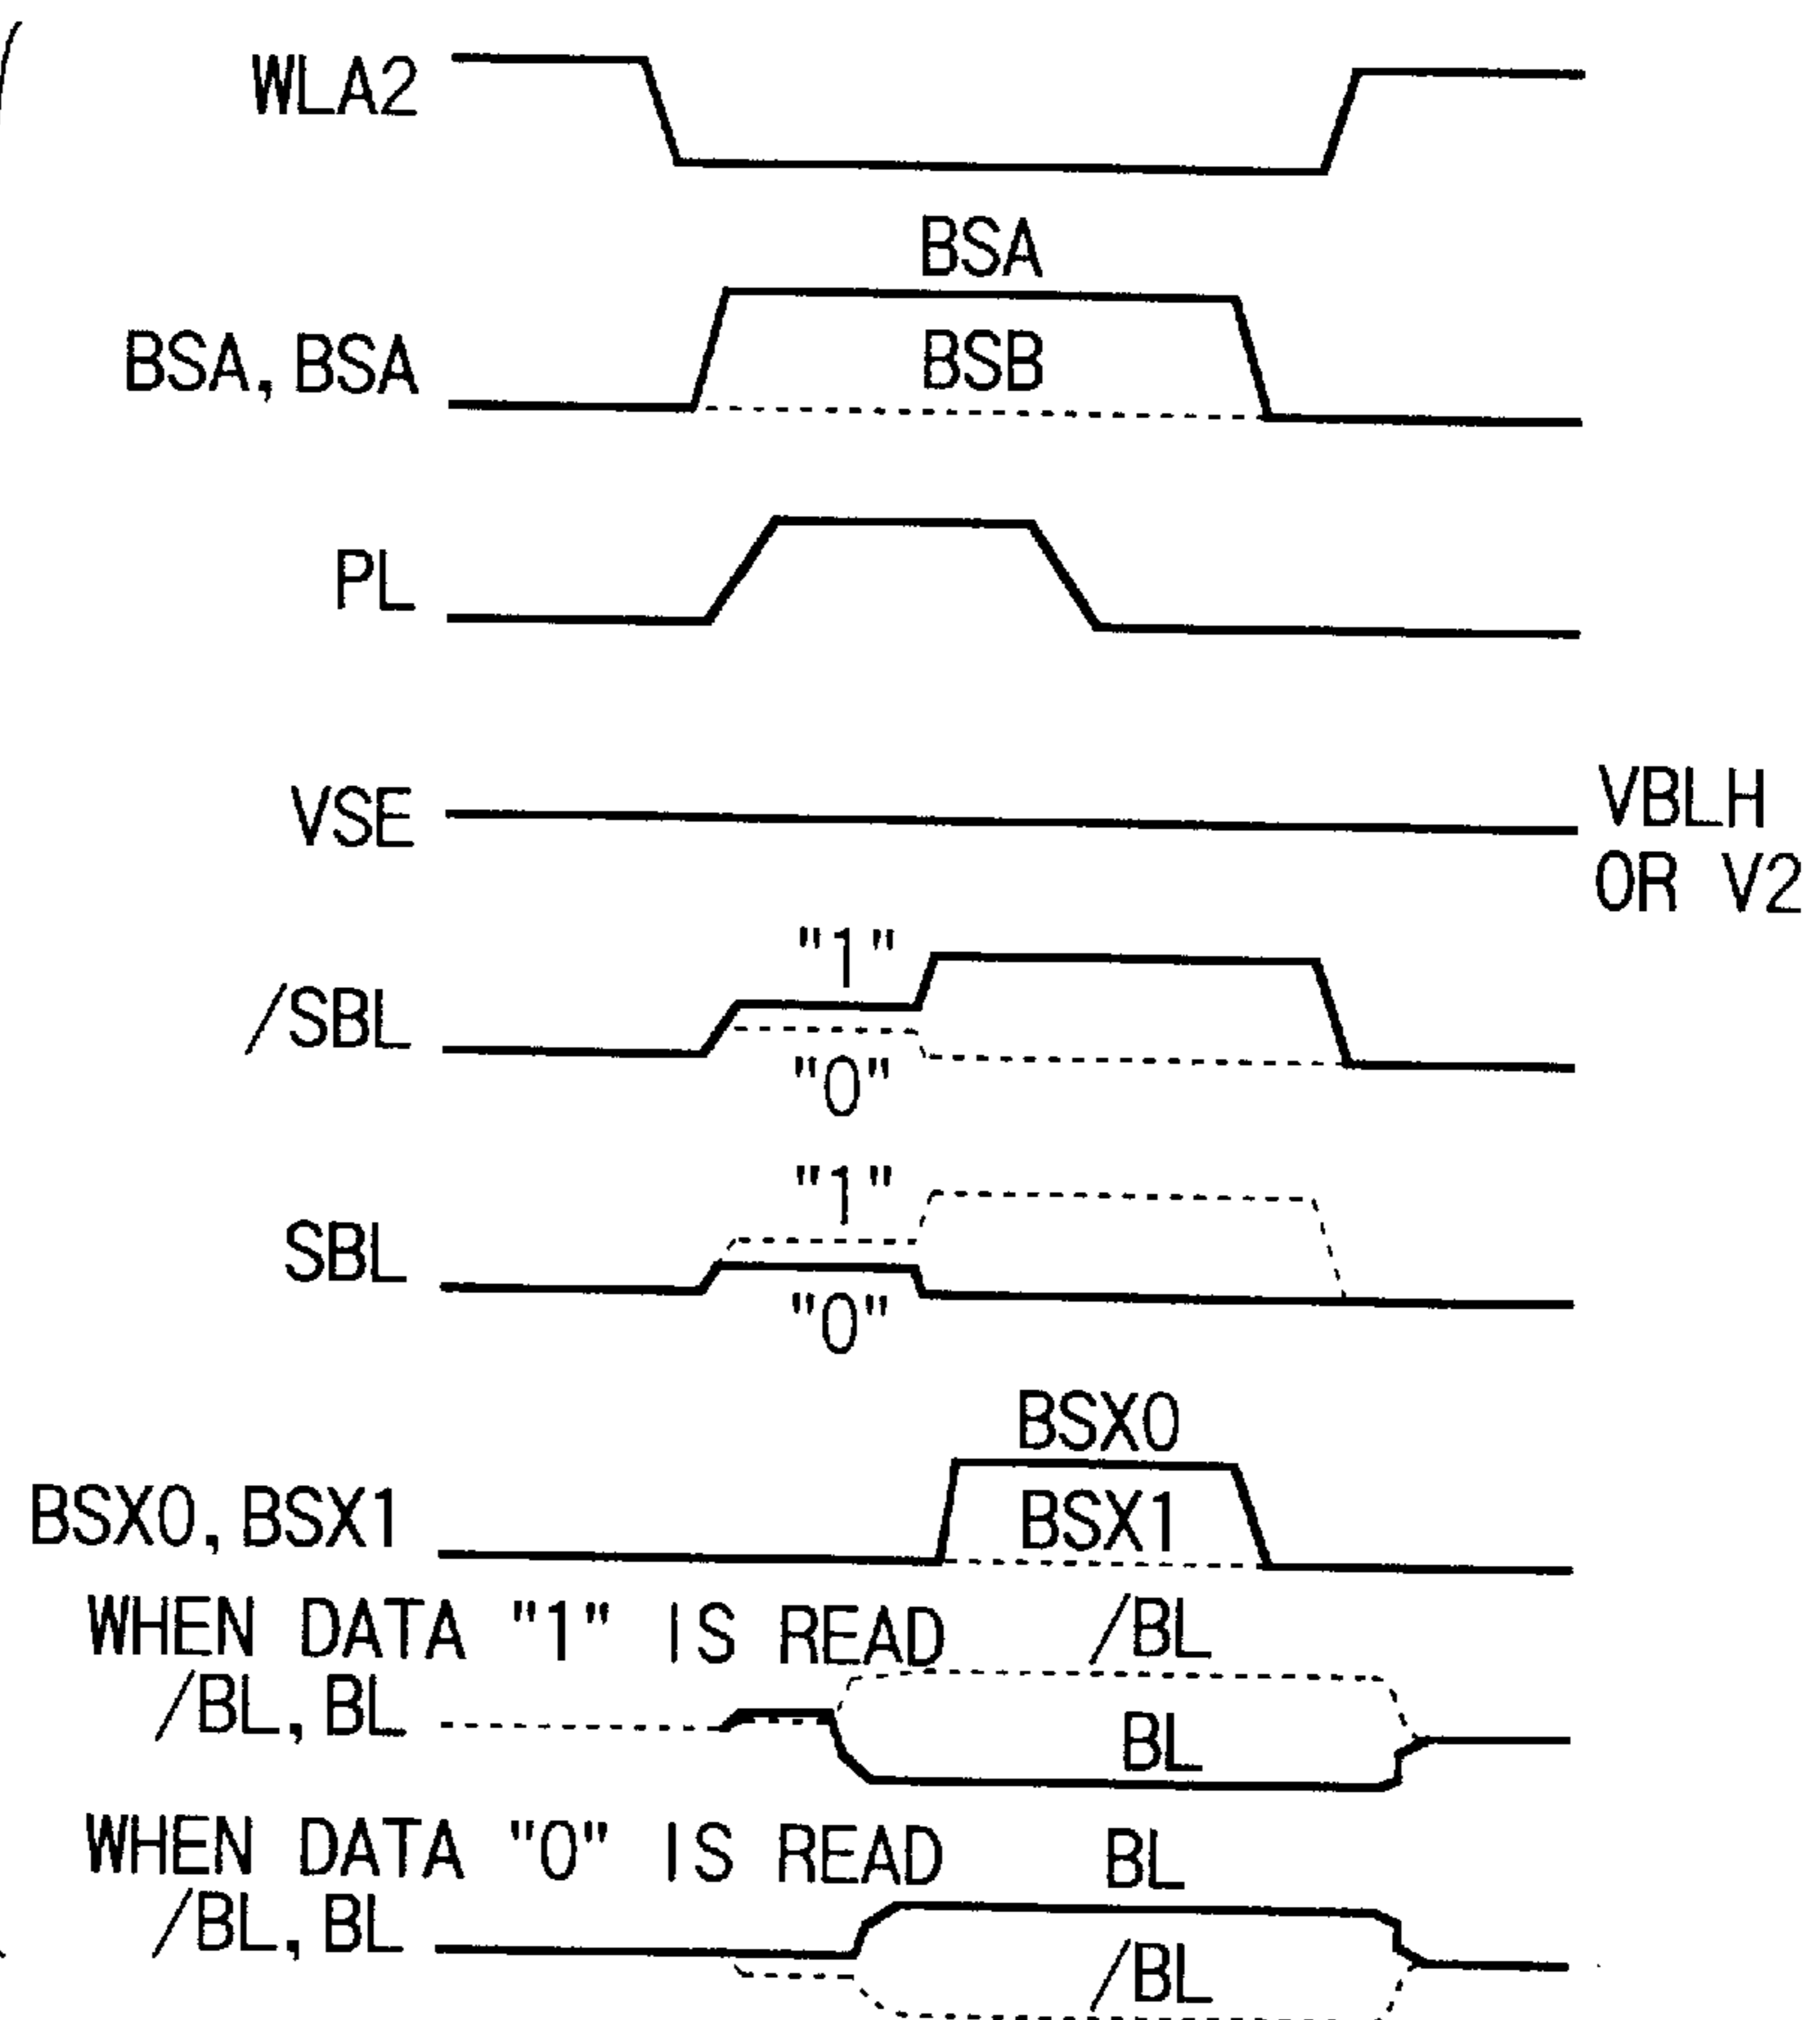 WLA2
BSA
BSA, BSA
BSB
PL
VSE
VBLH
OR V2
"1"
/SBL
"0"
"1"
SBL
"0"
BSX0
BSX0, BSX1
BSX1
WHEN DATA "1" IS READ
/BL
/BL, BL
BL
WHEN DATA "0" IS READ
BL
/BL, BL
/BL